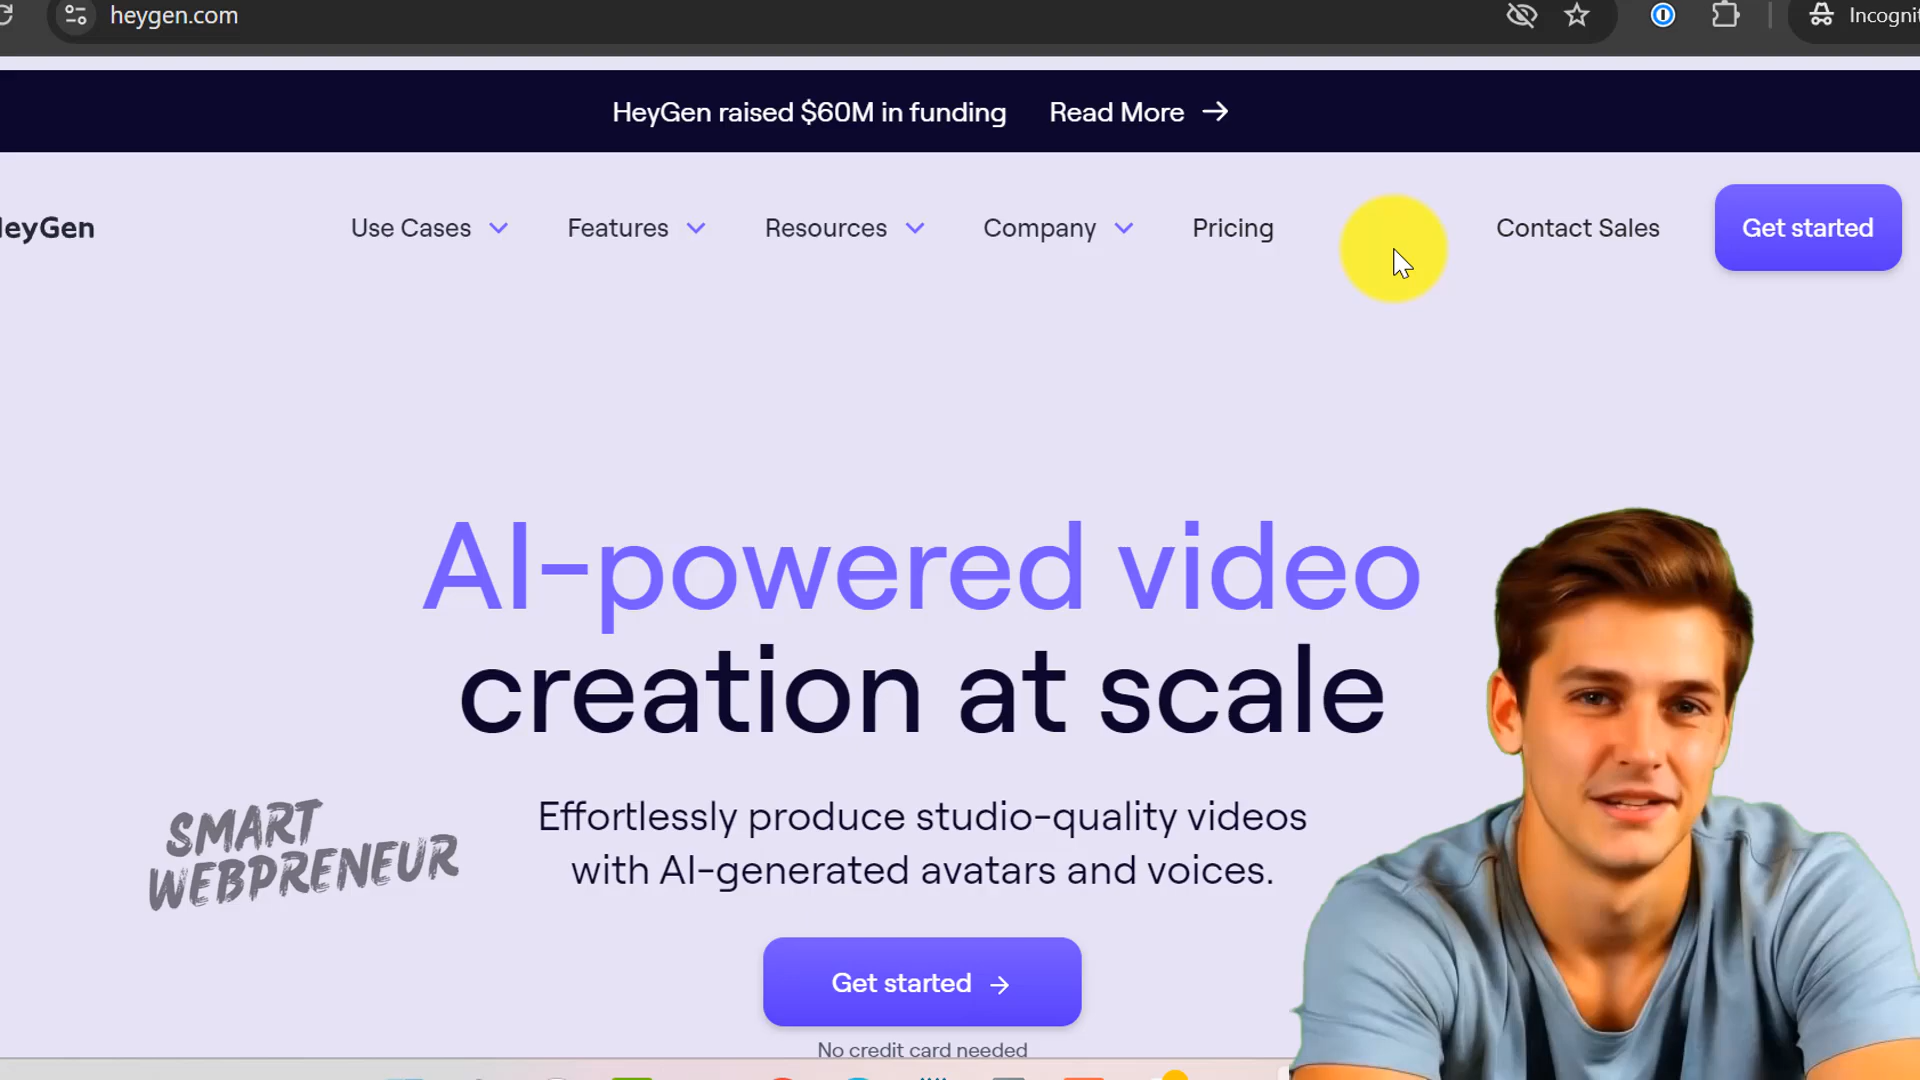 heygen.com
Incogni
HeyGen raised $60M in funding Read More →
HeyGen Use Cases Features Resources Company Pricing Contact Sales Get started
AI-powered video
creation at scale
Effortlessly produce studio-quality videos
with AI-generated avatars and voices.
SMART
WEBPRENEUR
Get started →
No credit card needed